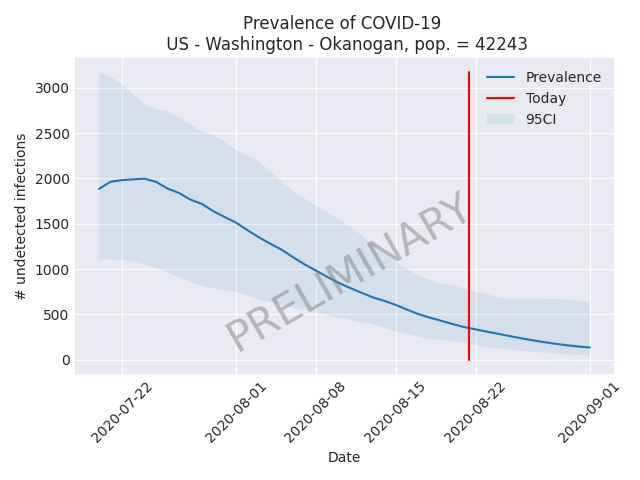 Prevalence of COVID-19
US - Washington - Okanogan, pop. = 42243
Prevalence
Today
95CI
3000
2500
2000
1500
1000
500
0
# undetected infections
PRELIMINARY
2020-07-22
2020-08-01
2020-08-08
2020-08-15
2020-08-22
2020-09-01
Date